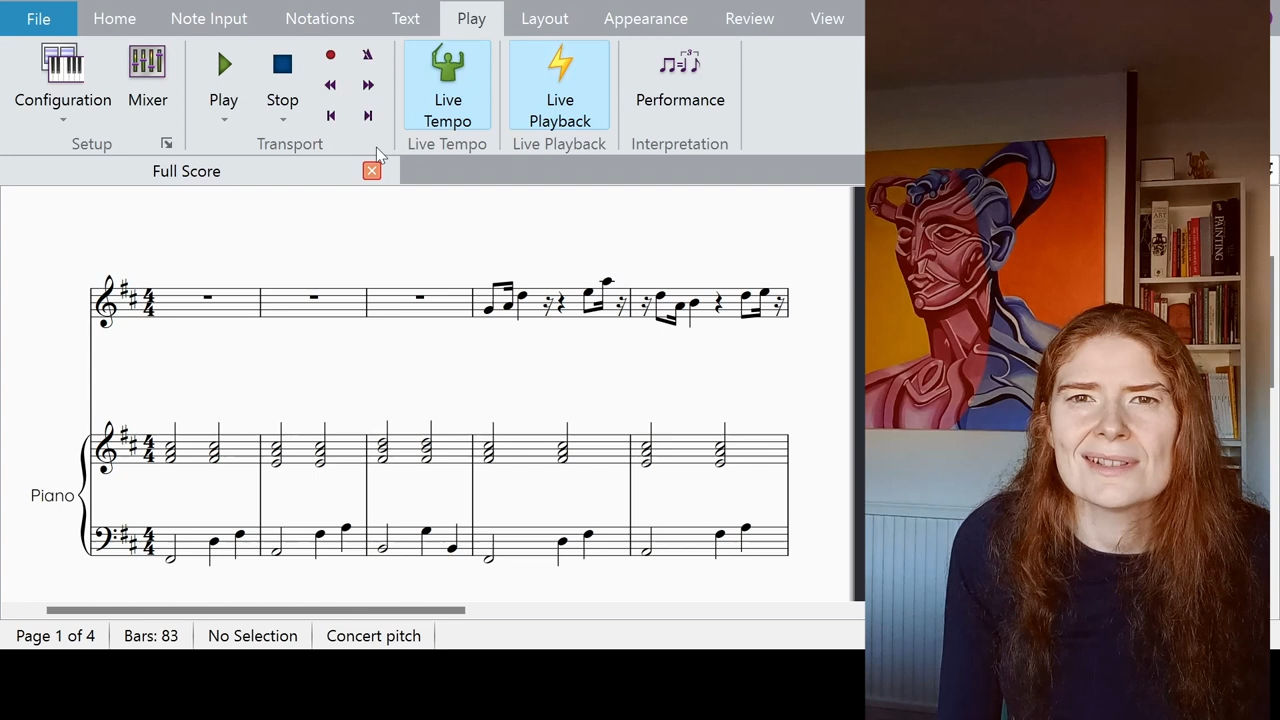 File Home Note Input Notations Text Play Layout Appearance Review View
Configuration Mixer Play Stop Live Tempo Live Playback Performance
Setup Transport Live Tempo Live Playback Interpretation
Full Score
Piano
Page 1 of 4 Bars: 83 No Selection Concert pitch
ART
PAINTING